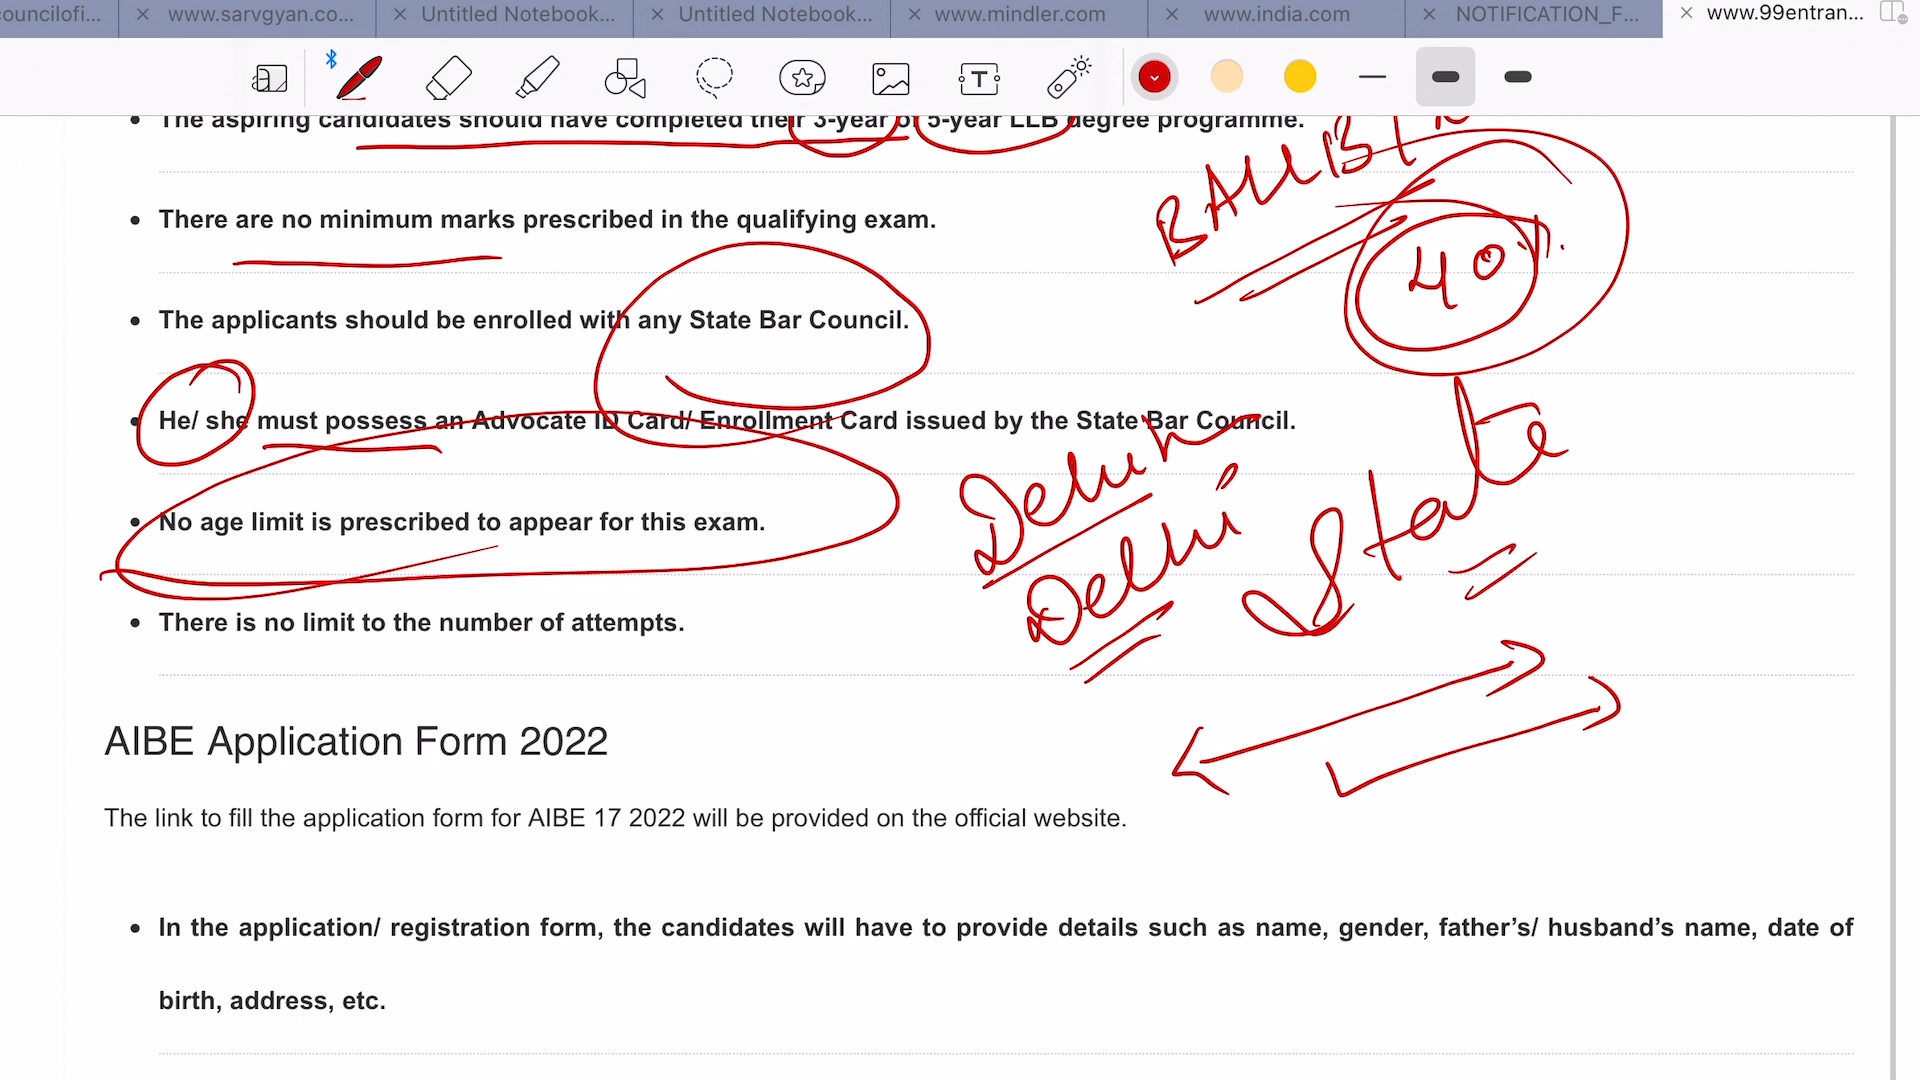 ouncilofi...
www.sarvgyan.co...
Untitled Notebook...
Untitled Notebook...
www.mindler.com
www.india.com
NOTIFICATION_F...
www.99entran...
• The aspiring candidates should have completed their 3-year or 5-year LLB degree programme.
BALLB
• There are no minimum marks prescribed in the qualifying exam.
40%
• The applicants should be enrolled with any State Bar Council.
• He/ she must possess an Advocate ID Card/ Enrollment Card issued by the State Bar Council.
State
• No age limit is prescribed to appear for this exam.
Delhi
• There is no limit to the number of attempts.
AIBE Application Form 2022
The link to fill the application form for AIBE 17 2022 will be provided on the official website.
• In the application/ registration form, the candidates will have to provide details such as name, gender, father’s/ husband’s name, date of
birth, address, etc.